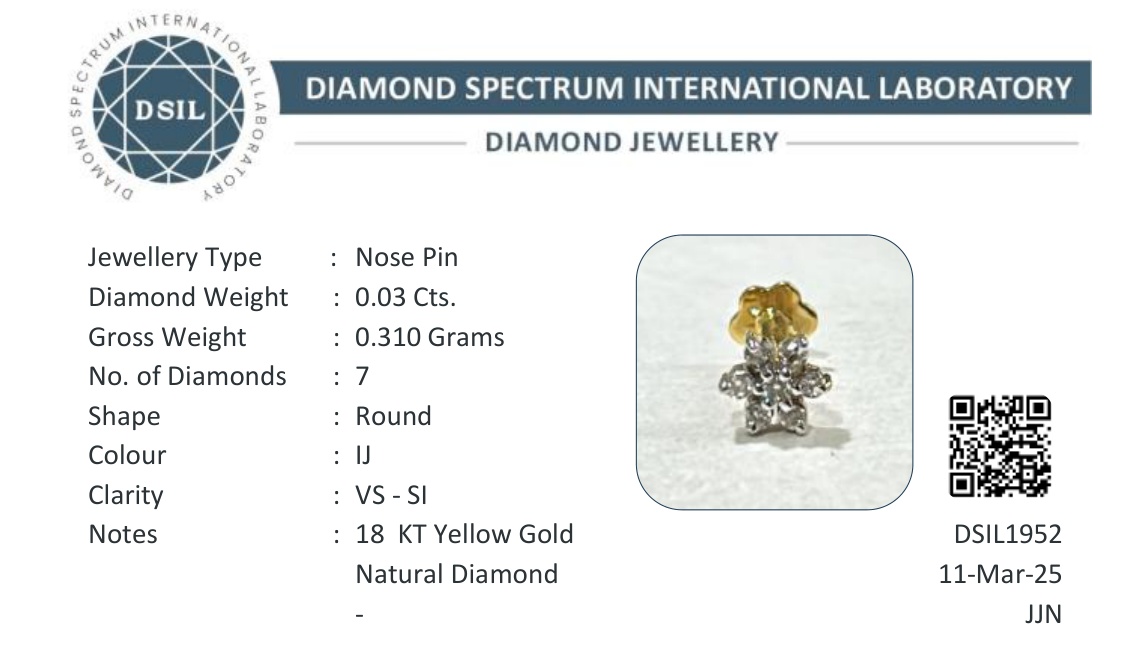 DIAMOND SPECTRUM INTERNATIONAL LABORATORY
DSIL
DIAMOND SPECTRUM INTERNATIONAL LABORATORY
DIAMOND JEWELLERY
Jewellery Type : Nose Pin
Diamond Weight : 0.03 Cts.
Gross Weight : 0.310 Grams
No. of Diamonds : 7
Shape : Round
Colour : IJ
Clarity : VS - SI
Notes : 18 KT Yellow Gold
Natural Diamond
-
DSIL1952
11-Mar-25
JJN